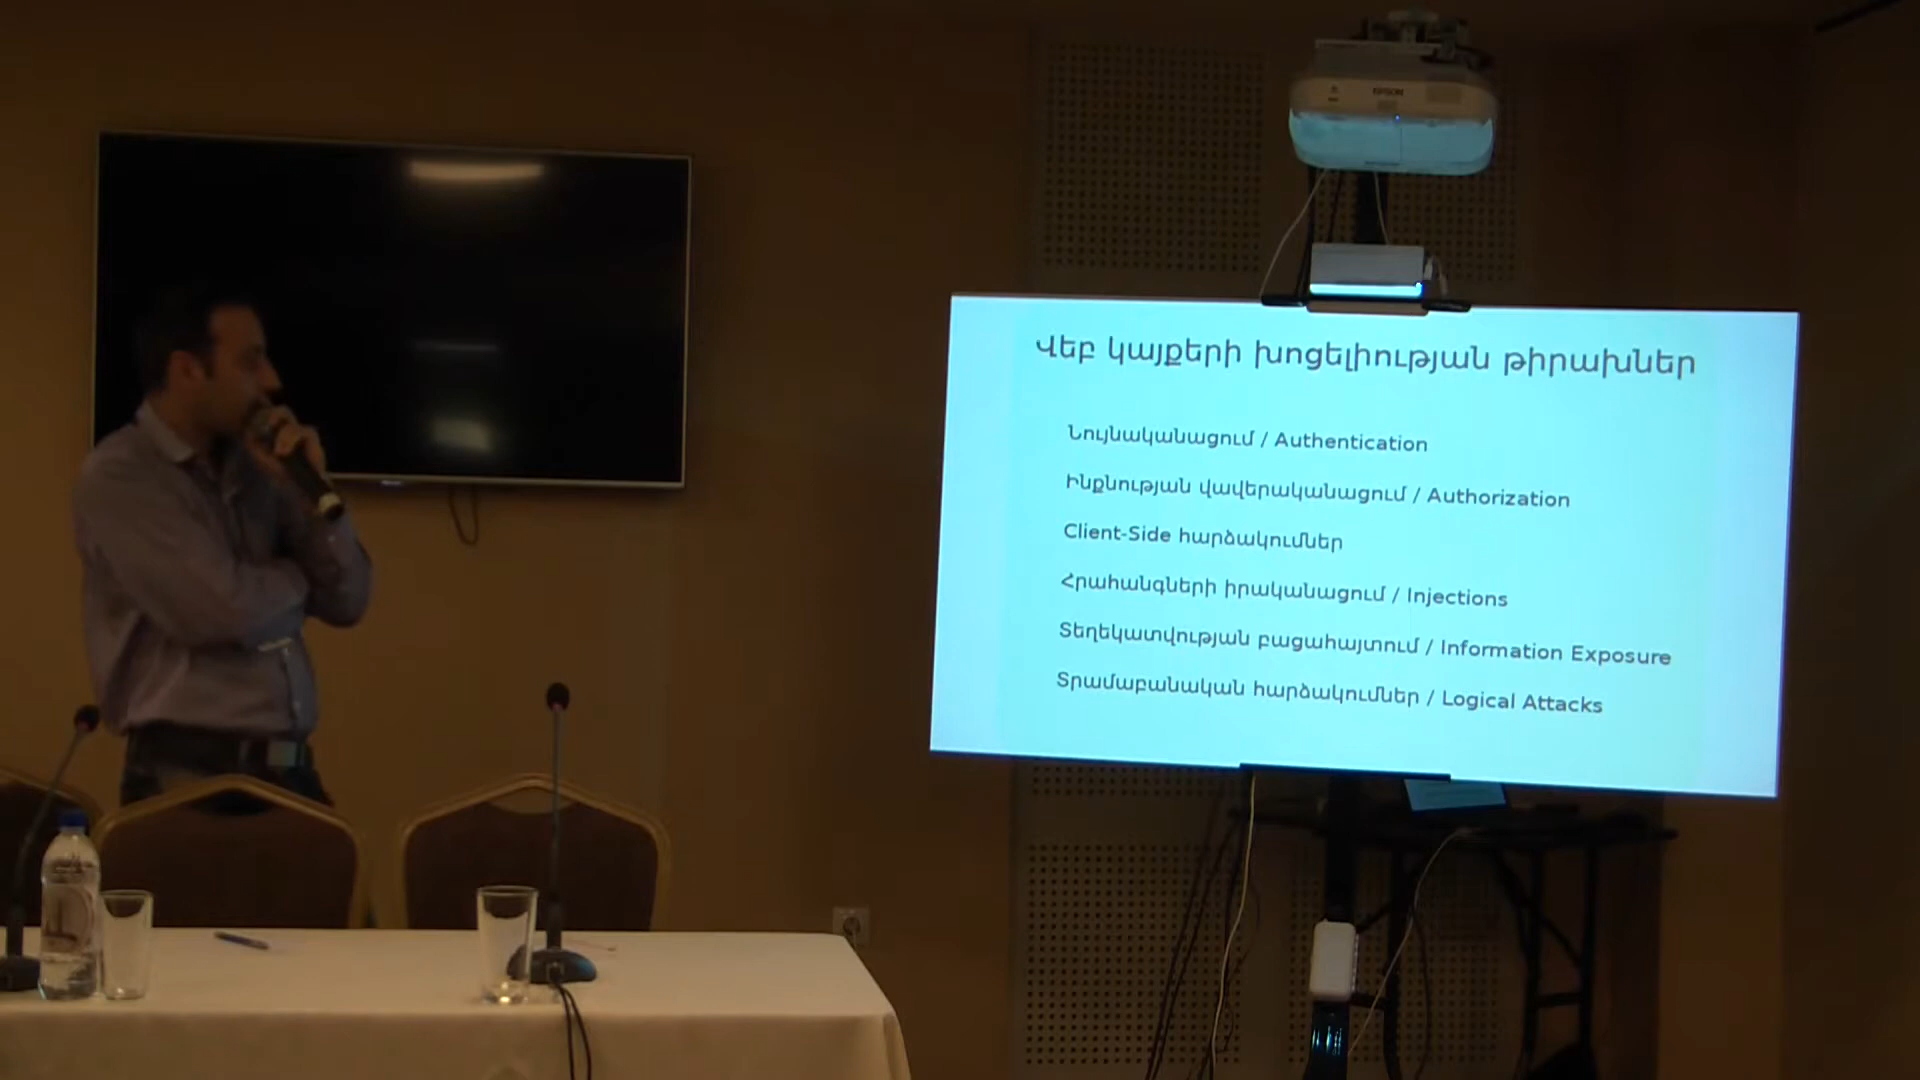 EPSON
Վեբ կայքերի խոցելիության թիրախներ
Նույնականացում / Authentication
Ինքնության վավերականացում / Authorization
Client-Side հարձակումներ
Հրահանգների իրականացում / Injections
Տեղեկատվության բացահայտում / Information Exposure
Տրամաբանական հարձակումներ / Logical Attacks